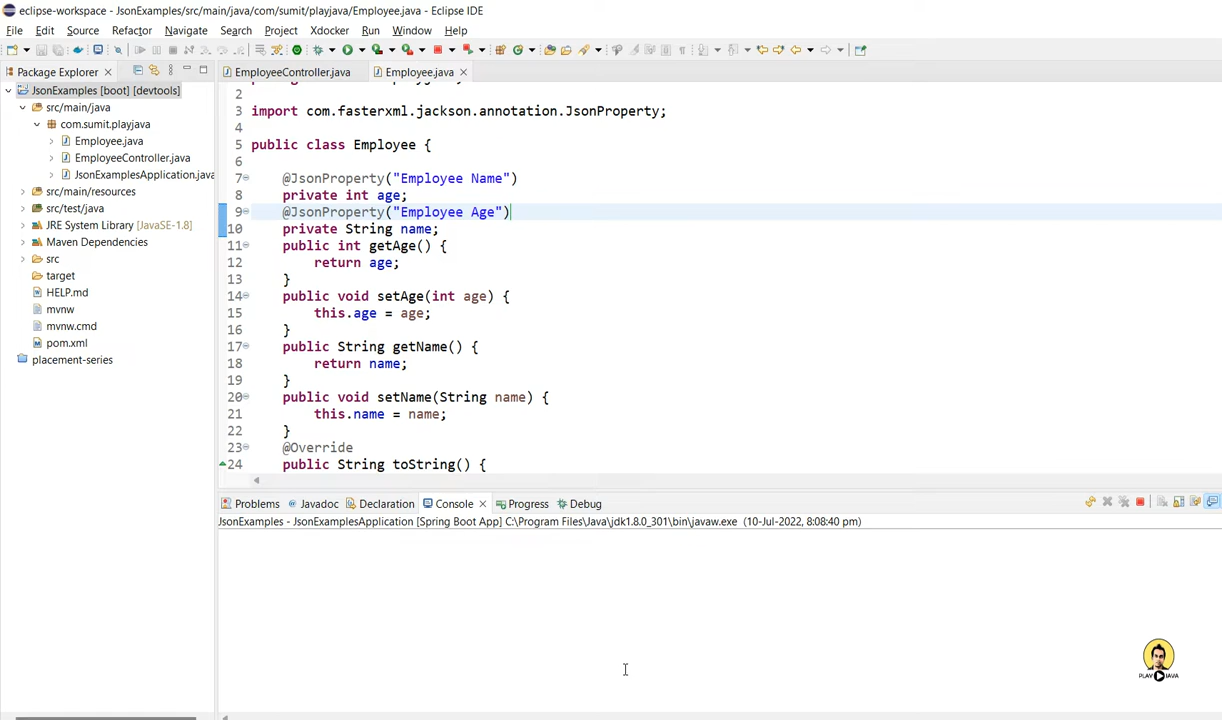 eclipse-workspace - JsonExamples/src/main/java/com/sumit/playjava/Employee.java - Eclipse IDE
File Edit Source Refactor Navigate Search Project Xdocker Run Window Help
Package Explorer
EmployeeController.java
Employee.java
JsonExamples [boot] [devtools]
src/main/java
com.sumit.playjava
Employee.java
EmployeeController.java
JsonExamplesApplication.java
src/main/resources
src/test/java
JRE System Library [JavaSE-1.8]
Maven Dependencies
src
target
HELP.md
mvnw
mvnw.cmd
pom.xml
placement-series
2
3 import com.fasterxml.jackson.annotation.JsonProperty;
4
5 public class Employee {
6
7 @JsonProperty("Employee Name")
8 private int age;
9 @JsonProperty("Employee Age")
10 private String name;
11 public int getAge() {
12 return age;
13 }
14 public void setAge(int age) {
15 this.age = age;
16 }
17 public String getName() {
18 return name;
19 }
20 public void setName(String name) {
21 this.name = name;
22 }
23 @Override
24 public String toString() {
Problems @ Javadoc Declaration Console Progress Debug
JsonExamples - JsonExamplesApplication [Spring Boot App] C:\Program Files\Java\jdk1.8.0_301\bin\javaw.exe (10-Jul-2022, 8:08:40 pm)
PLAY JAVA